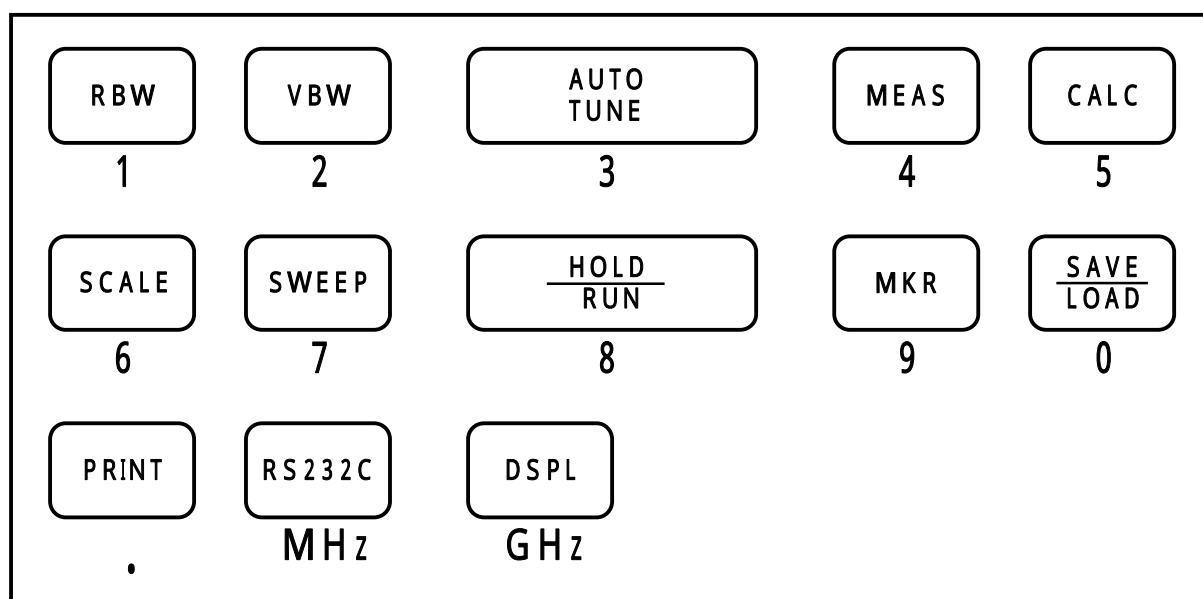 RBW VBW AUTO TUNE MEAS CALC
1 2 3 4 5
SCALE SWEEP HOLD RUN MKR SAVE LOAD
6 7 8 9 0
PRINT RS232C DSPL
. MHz GHz